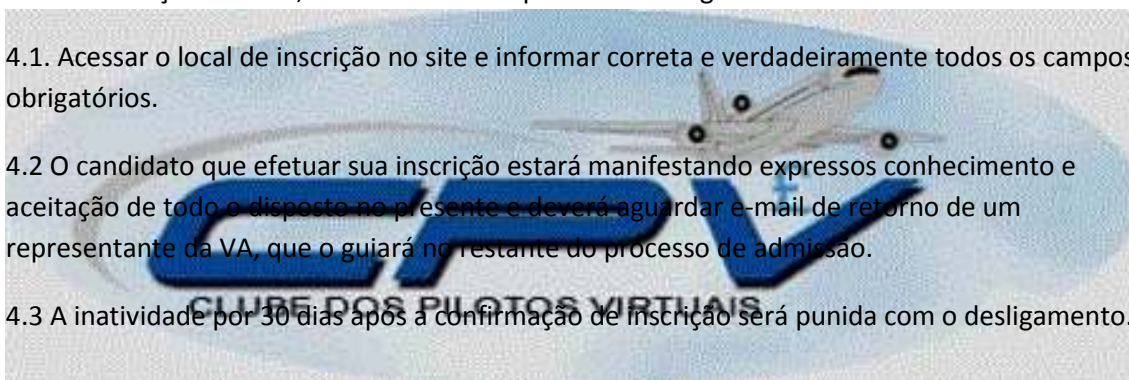 4.1. Acessar o local de inscrição no site e informar correta e verdadeiramente todos os campos
obrigatórios.
4.2 O candidato que efetuar sua inscrição estará manifestando expressos conhecimento e
aceitação de todo o disposto no presente e deverá aguardar e-mail de retorno de um
representante da VA, que o guiará no restante do processo de admissão.
CPV
CLUBE DOS PILOTOS VIRTUAIS
4.3 A inatividade por 30 dias após a confirmação de inscrição será punida com o desligamento.